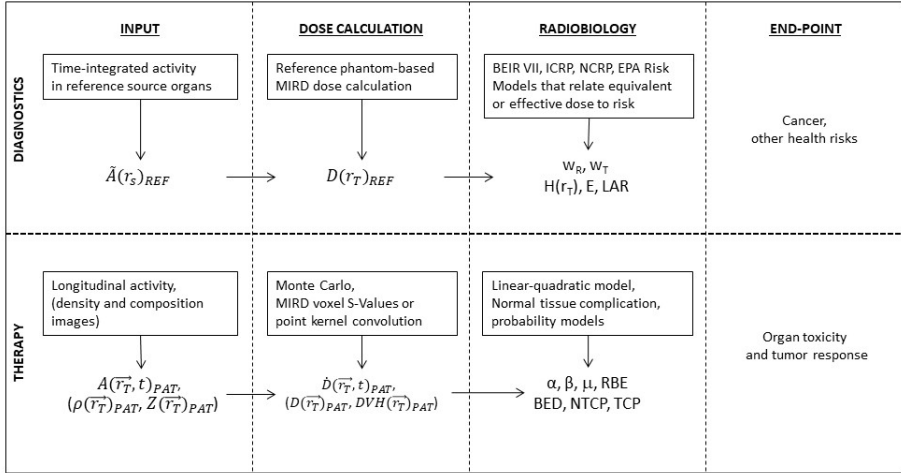 INPUT
DOSE CALCULATION
RADIOBIOLOGY
END-POINT
DIAGNOSTICS
Time-integrated activity
in reference source organs
Reference phantom-based
MIRD dose calculation
BEIR VII, ICRP, NCRP, EPA Risk
Models that relate equivalent
or effective dose to risk
Cancer,
other health risks
Ã(r_s)_REF
D(r_T)_REF
w_R, w_T
H(r_T), E, LAR
THERAPY
Longitudinal activity,
(density and composition
images)
Monte Carlo,
MIRD voxel S-Values or
point kernel convolution
Linear-quadratic model,
Normal tissue complication,
probability models
Organ toxicity
and tumor response
A(r⃗_T, t)_PAT,
(ρ(r⃗_T)_PAT, Z(r⃗_T)_PAT)
Ḋ(r⃗_T, t)_PAT,
(D(r⃗_T)_PAT, DVH(r⃗_T)_PAT)
α, β, μ, RBE
BED, NTCP, TCP